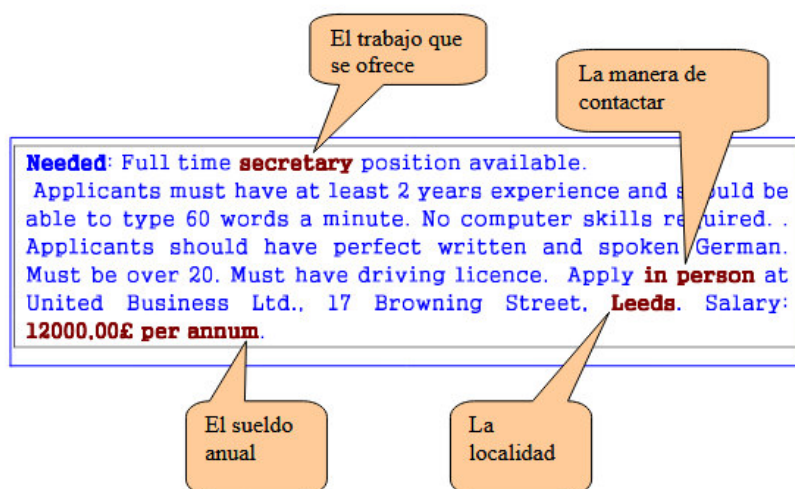 El trabajo que
se ofrece
La manera de
contactar
Needed: Full time secretary position available.
Applicants must have at least 2 years experience and should be
able to type 60 words a minute. No computer skills required. .
Applicants should have perfect written and spoken German.
Must be over 20. Must have driving licence. Apply in person at
United Business Ltd., 17 Browning Street, Leeds. Salary:
12000,00£ per annum.
El sueldo
anual
La
localidad